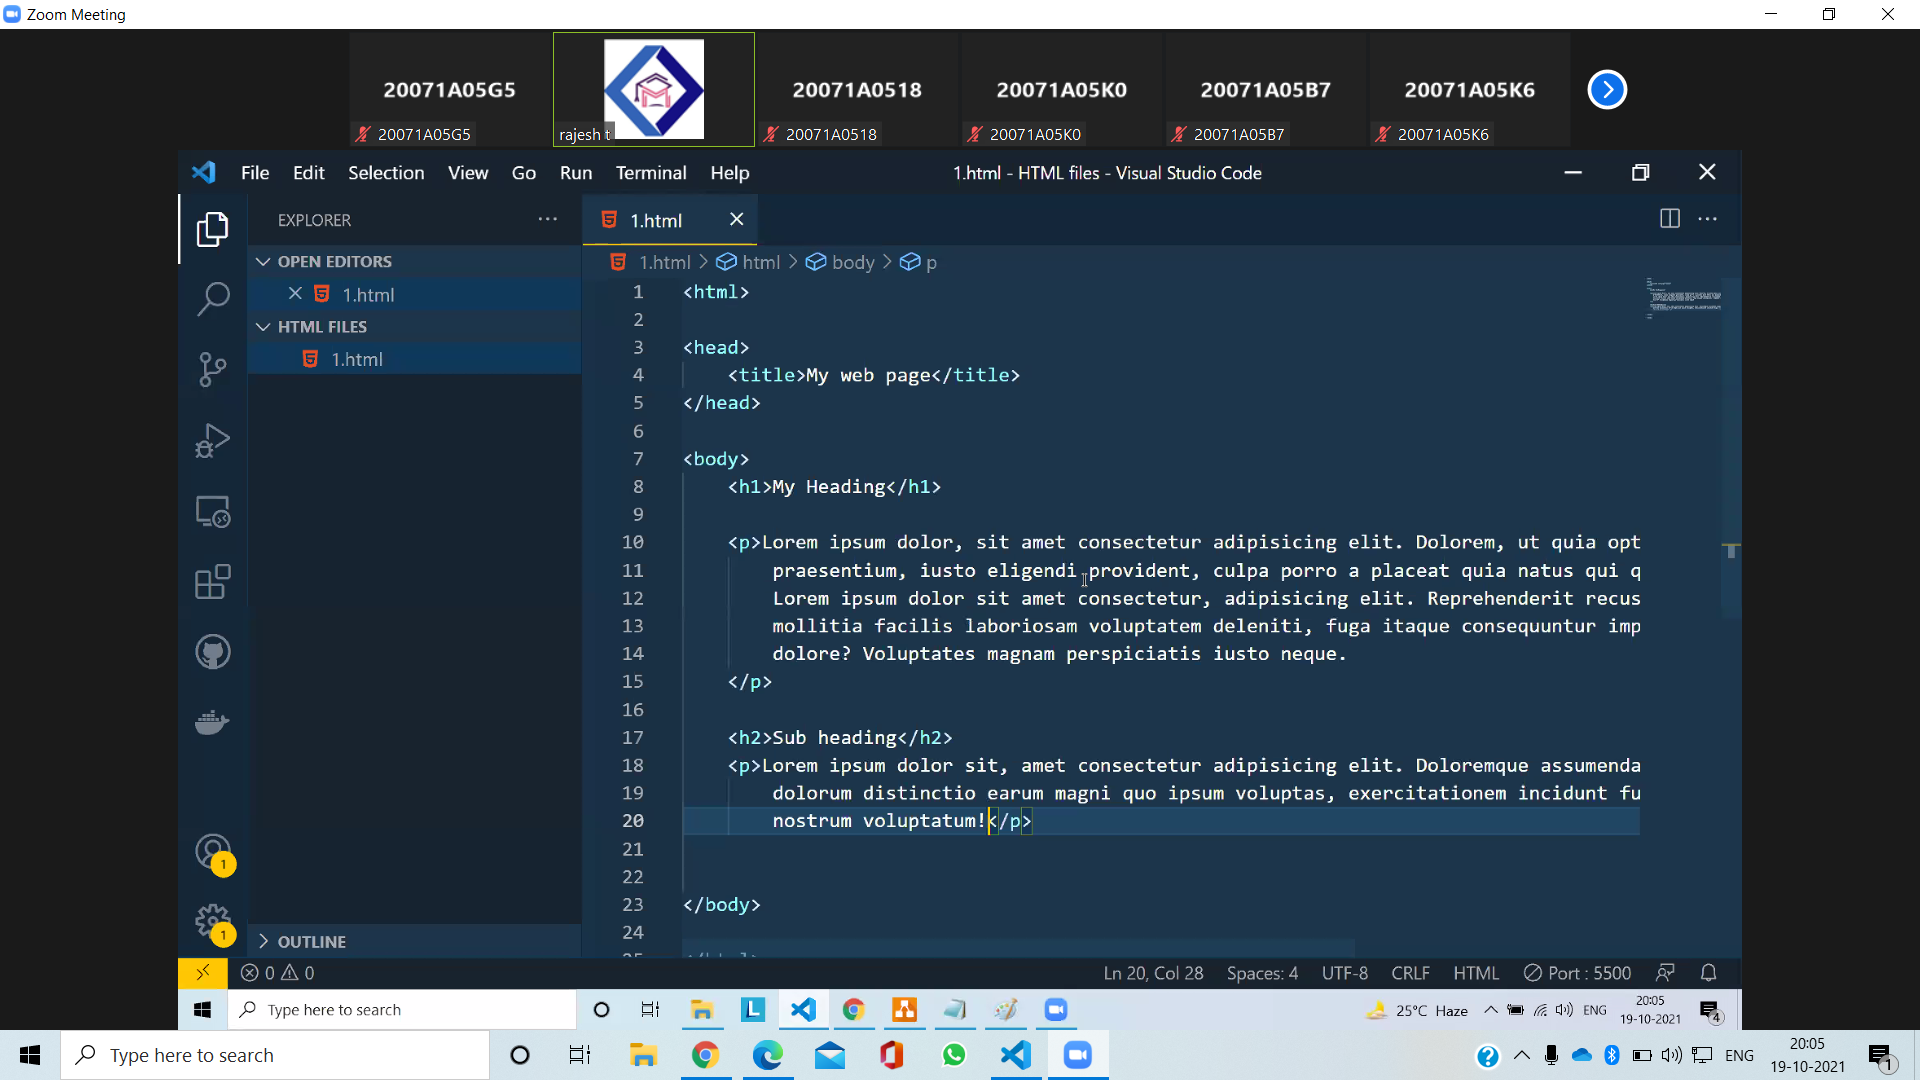 Zoom Meeting
20071A05G5
20071A0518
20071A05K0
20071A05B7
20071A05K6
20071A05G5
rajesh t
20071A0518
20071A05K0
20071A05B7
20071A05K6
File Edit Selection View Go Run Terminal Help
1.html - HTML files - Visual Studio Code
EXPLORER
1.html
OPEN EDITORS
1.html
HTML FILES
1.html
1.html > html > body > p
1 <html>
2
3 <head>
4 <title>My web page</title>
5 </head>
6
7 <body>
8 <h1>My Heading</h1>
9
10 <p>Lorem ipsum dolor, sit amet consectetur adipisicing elit. Dolorem, ut quia opt
11 praesentium, iusto eligendi provident, culpa porro a placeat quia natus qui q
12 Lorem ipsum dolor sit amet consectetur, adipisicing elit. Reprehenderit recus
13 mollitia facilis laboriosam voluptatem deleniti, fuga itaque consequuntur imp
14 dolore? Voluptates magnam perspiciatis iusto neque.
15 </p>
16
17 <h2>Sub heading</h2>
18 <p>Lorem ipsum dolor sit, amet consectetur adipisicing elit. Doloremque assumenda
19 dolorum distinctio earum magni quo ipsum voluptas, exercitationem incidunt fu
20 nostrum voluptatum!</p>
21
22
23 </body>
24
OUTLINE
1
1
0 0
Ln 20, Col 28 Spaces: 4 UTF-8 CRLF HTML Port : 5500
Type here to search
L
25°C Haze
ENG
20:05
19-10-2021
4
Type here to search
ENG
20:05
19-10-2021
1